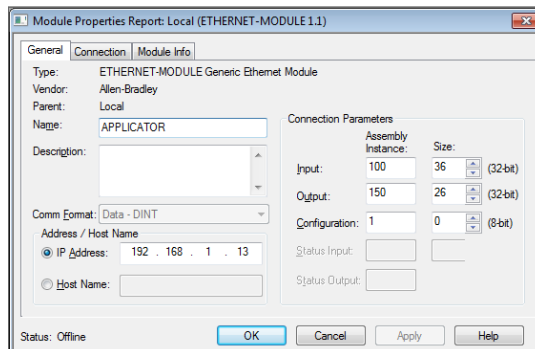 Module Properties Report: Local (ETHERNET-MODULE 1.1)
General Connection Module Info
Type: ETHERNET-MODULE Generic Ethernet Module
Vendor: Allen-Bradley
Parent: Local
Name: APPLICATOR
Description:
Comm Format: Data - DINT
Address / Host Name
IP Address: 192 . 168 . 1 . 13
Host Name:
Connection Parameters
Assembly Instance: Size:
Input: 100 36 (32-bit)
Output: 150 26 (32-bit)
Configuration: 1 0 (8-bit)
Status Input:
Status Output:
Status: Offline OK Cancel Apply Help